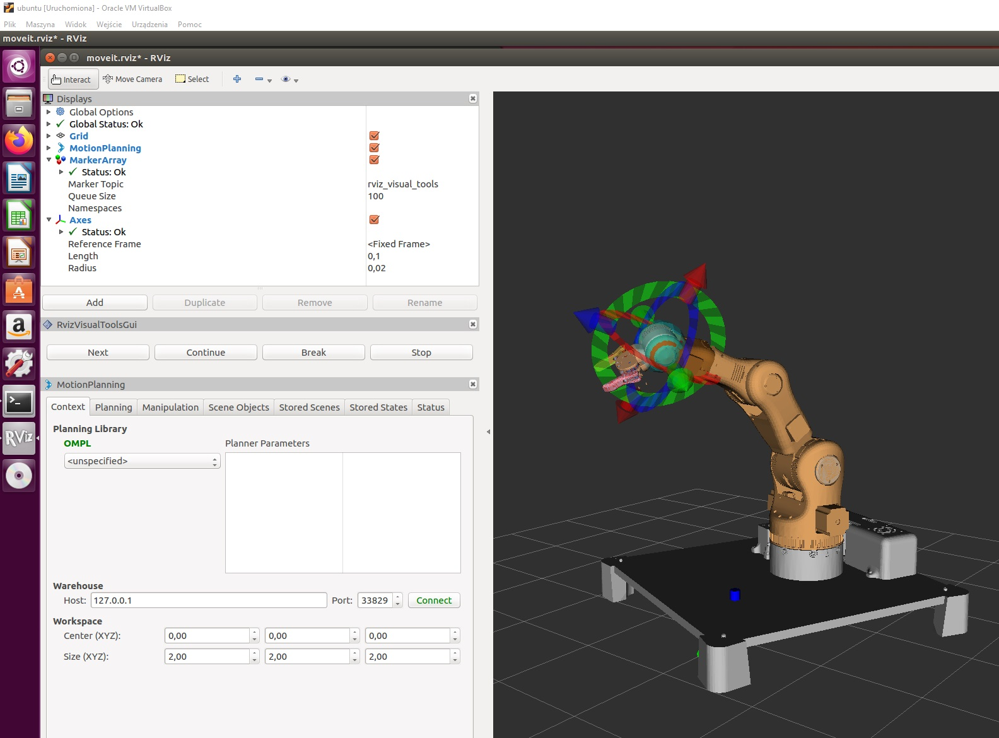 ubuntu [Uruchomiona] - Oracle VM VirtualBox
Plik Maszyna Widok Wejście Urządzenia Pomoc
moveit.rviz* - RViz
moveit.rviz* - RViz
Interact Move Camera Select
Displays
Global Options
Global Status: Ok
Grid
MotionPlanning
MarkerArray
Status: Ok
Marker Topic rviz_visual_tools
Queue Size 100
Namespaces
Axes
Status: Ok
Reference Frame <Fixed Frame>
Length 0,1
Radius 0,02
Add Duplicate Remove Rename
RvizVisualToolsGui
Next Continue Break Stop
MotionPlanning
Context Planning Manipulation Scene Objects Stored Scenes Stored States Status
Planning Library
OMPL Planner Parameters
<unspecified>
Warehouse
Host: 127.0.0.1 Port: 33829 Connect
Workspace
Center (XYZ): 0,00 0,00 0,00
Size (XYZ): 2,00 2,00 2,00
RViz